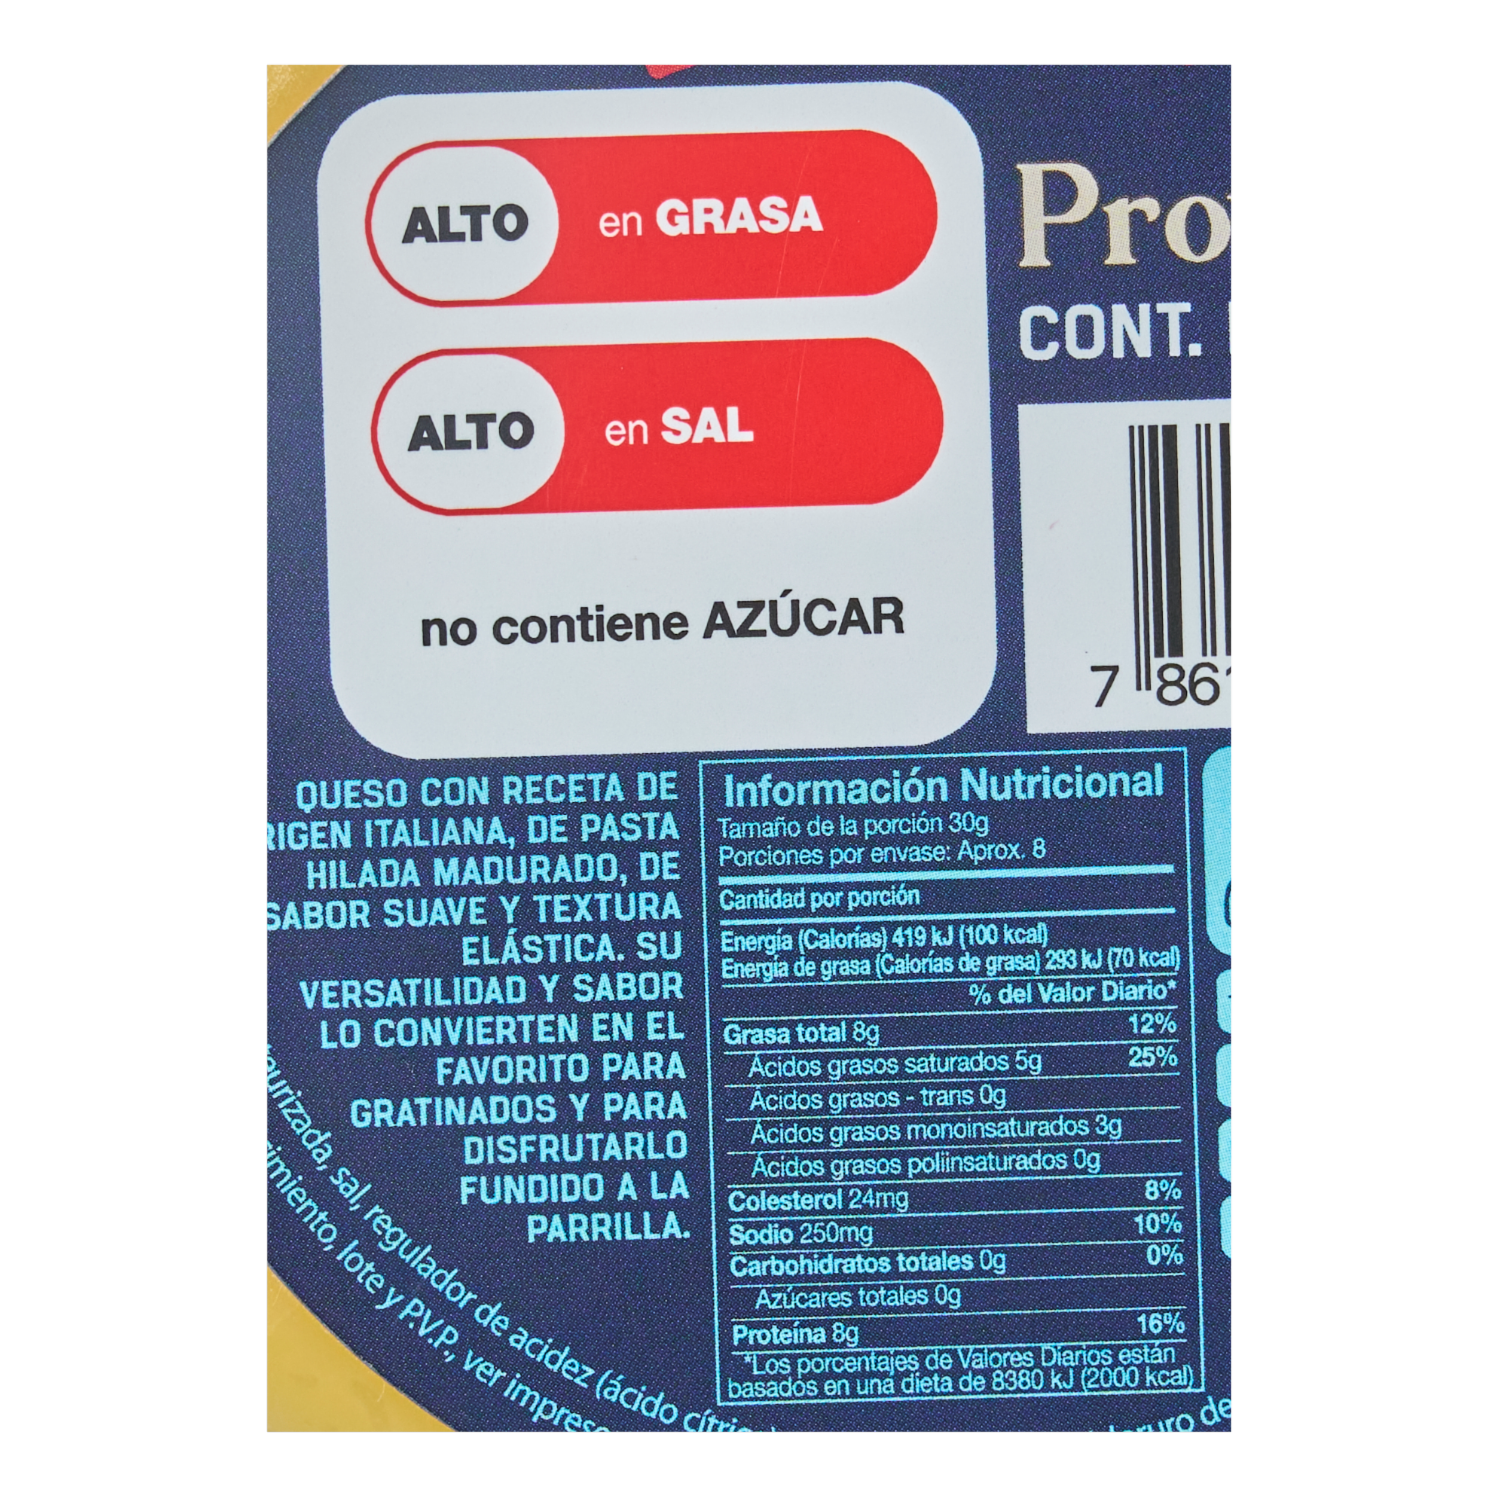 ALTO en GRASA
ALTO en SAL
no contiene AZÚCAR
CONT.
7 86
QUESO CON RECETA DE
RIGEN ITALIANA, DE PASTA
HILADA MADURADO, DE
SABOR SUAVE Y TEXTURA
ELÁSTICA. SU
VERSATILIDAD Y SABOR
LO CONVIERTEN EN EL
FAVORITO PARA
GRATINADOS Y PARA
DISFRUTARLO
FUNDIDO A LA
PARRILLA.
Información Nutricional
Tamaño de la porción 30g
Porciones por envase: Aprox. 8
Cantidad por porción
Energía (Calorías) 419 kJ (100 kcal)
Energía de grasa (Calorías de grasa) 293 kJ (70 kcal)
% del Valor Diario*
Grasa total 8g 12%
Ácidos grasos saturados 5g 25%
Ácidos grasos - trans 0g
Ácidos grasos monoinsaturados 3g
Ácidos grasos poliinsaturados 0g
Colesterol 24mg 8%
Sodio 250mg 10%
Carbohidratos totales 0g 0%
Azúcares totales 0g
Proteína 8g 16%
*Los porcentajes de Valores Diarios están
basados en una dieta de 8380 kJ (2000 kcal)
sal, regulador de acidez (ácido
lote y P.V.P., ver
de